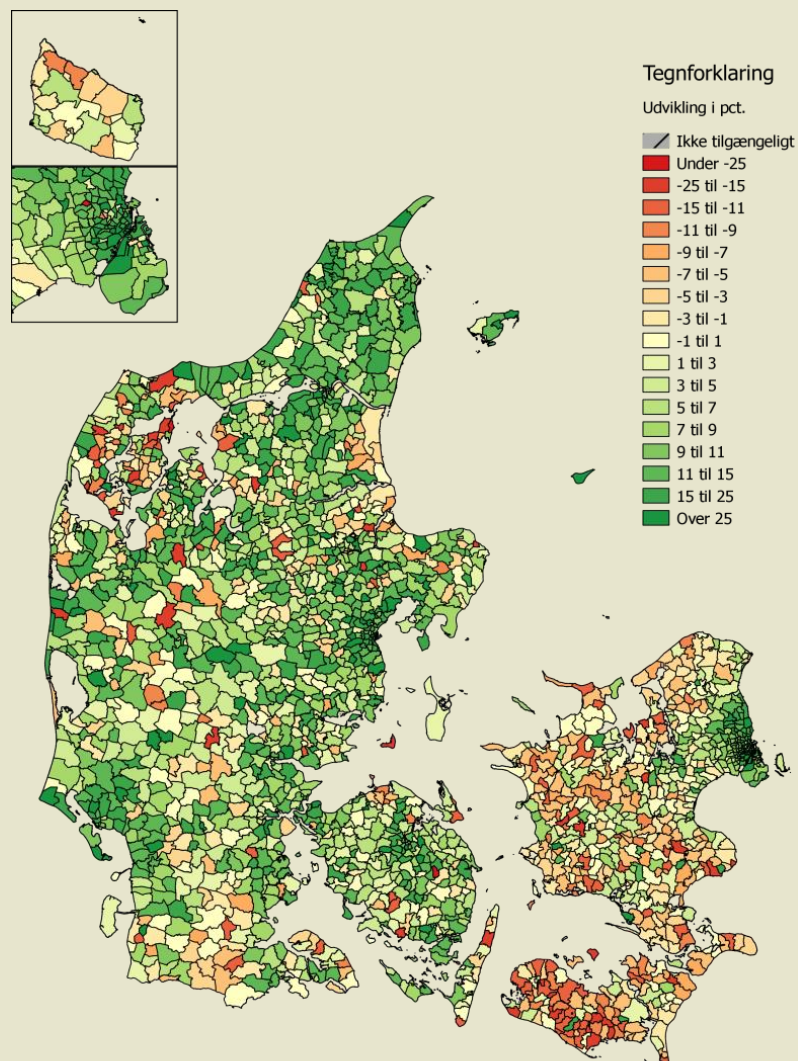 Tegnforklaring
Udvikling i pct.
Ikke tilgængeligt
Under -25
-25 til -15
-15 til -11
-11 til -9
-9 til -7
-7 til -5
-5 til -3
-3 til -1
-1 til 1
1 til 3
3 til 5
5 til 7
7 til 9
9 til 11
11 til 15
15 til 25
Over 25